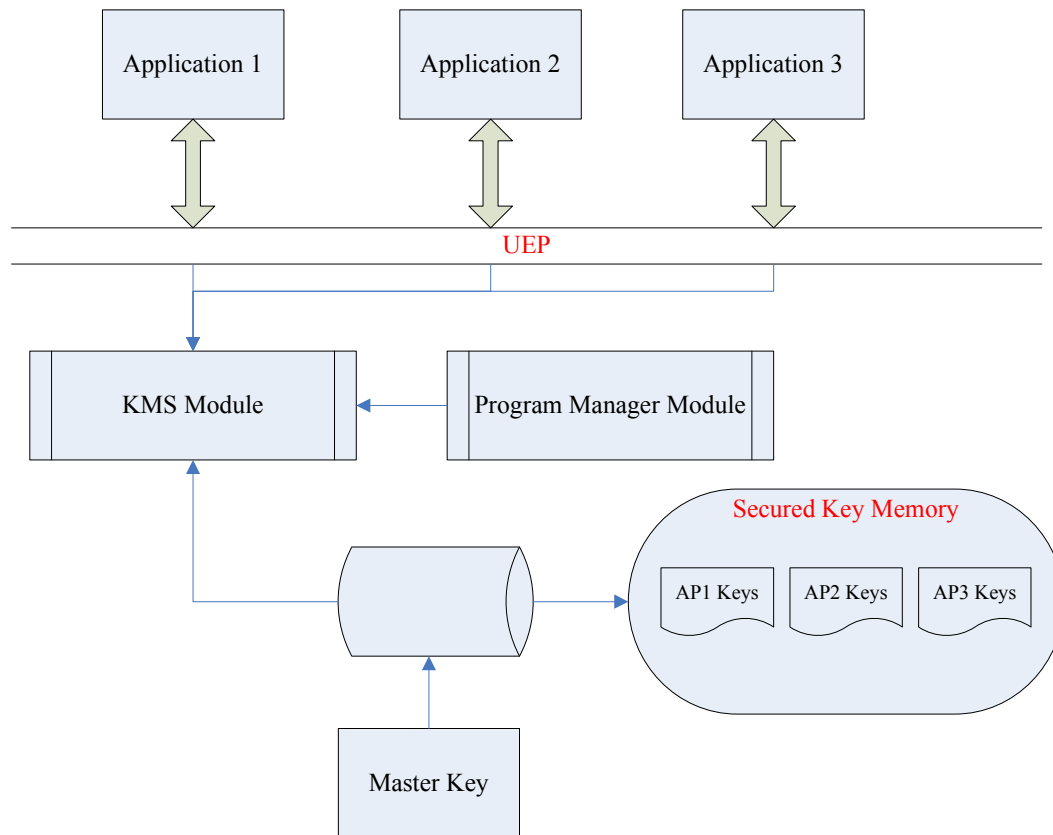 Application 1
Application 2
Application 3
UEP
KMS Module
Program Manager Module
Secured Key Memory
AP1 Keys
AP2 Keys
AP3 Keys
Master Key